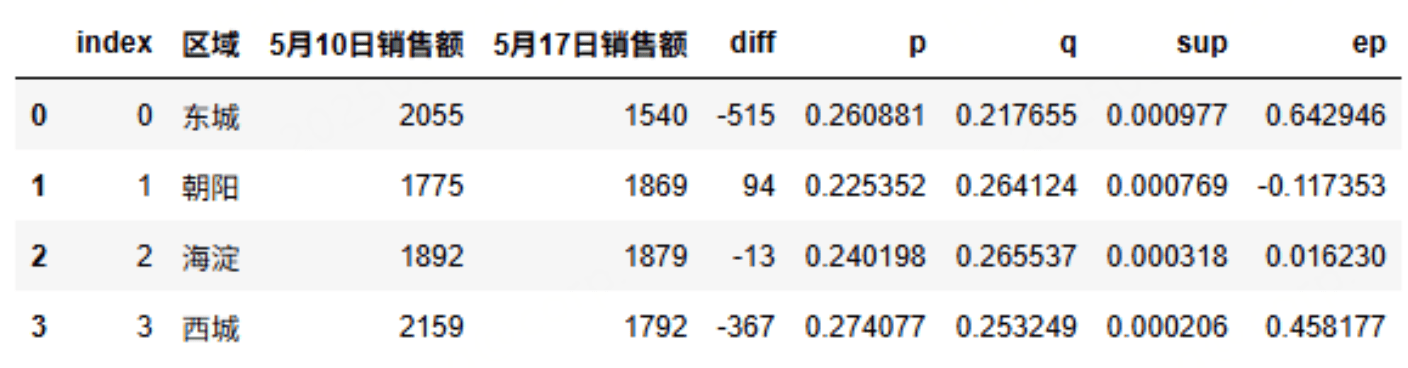 index 区域 5月10日销售额 5月17日销售额 diff p q sup ep
0 0 东城 2055 1540 -515 0.260881 0.217655 0.000977 0.642946
1 1 朝阳 1775 1869 94 0.225352 0.264124 0.000769 -0.117353
2 2 海淀 1892 1879 -13 0.240198 0.265537 0.000318 0.016230
3 3 西城 2159 1792 -367 0.274077 0.253249 0.000206 0.458177